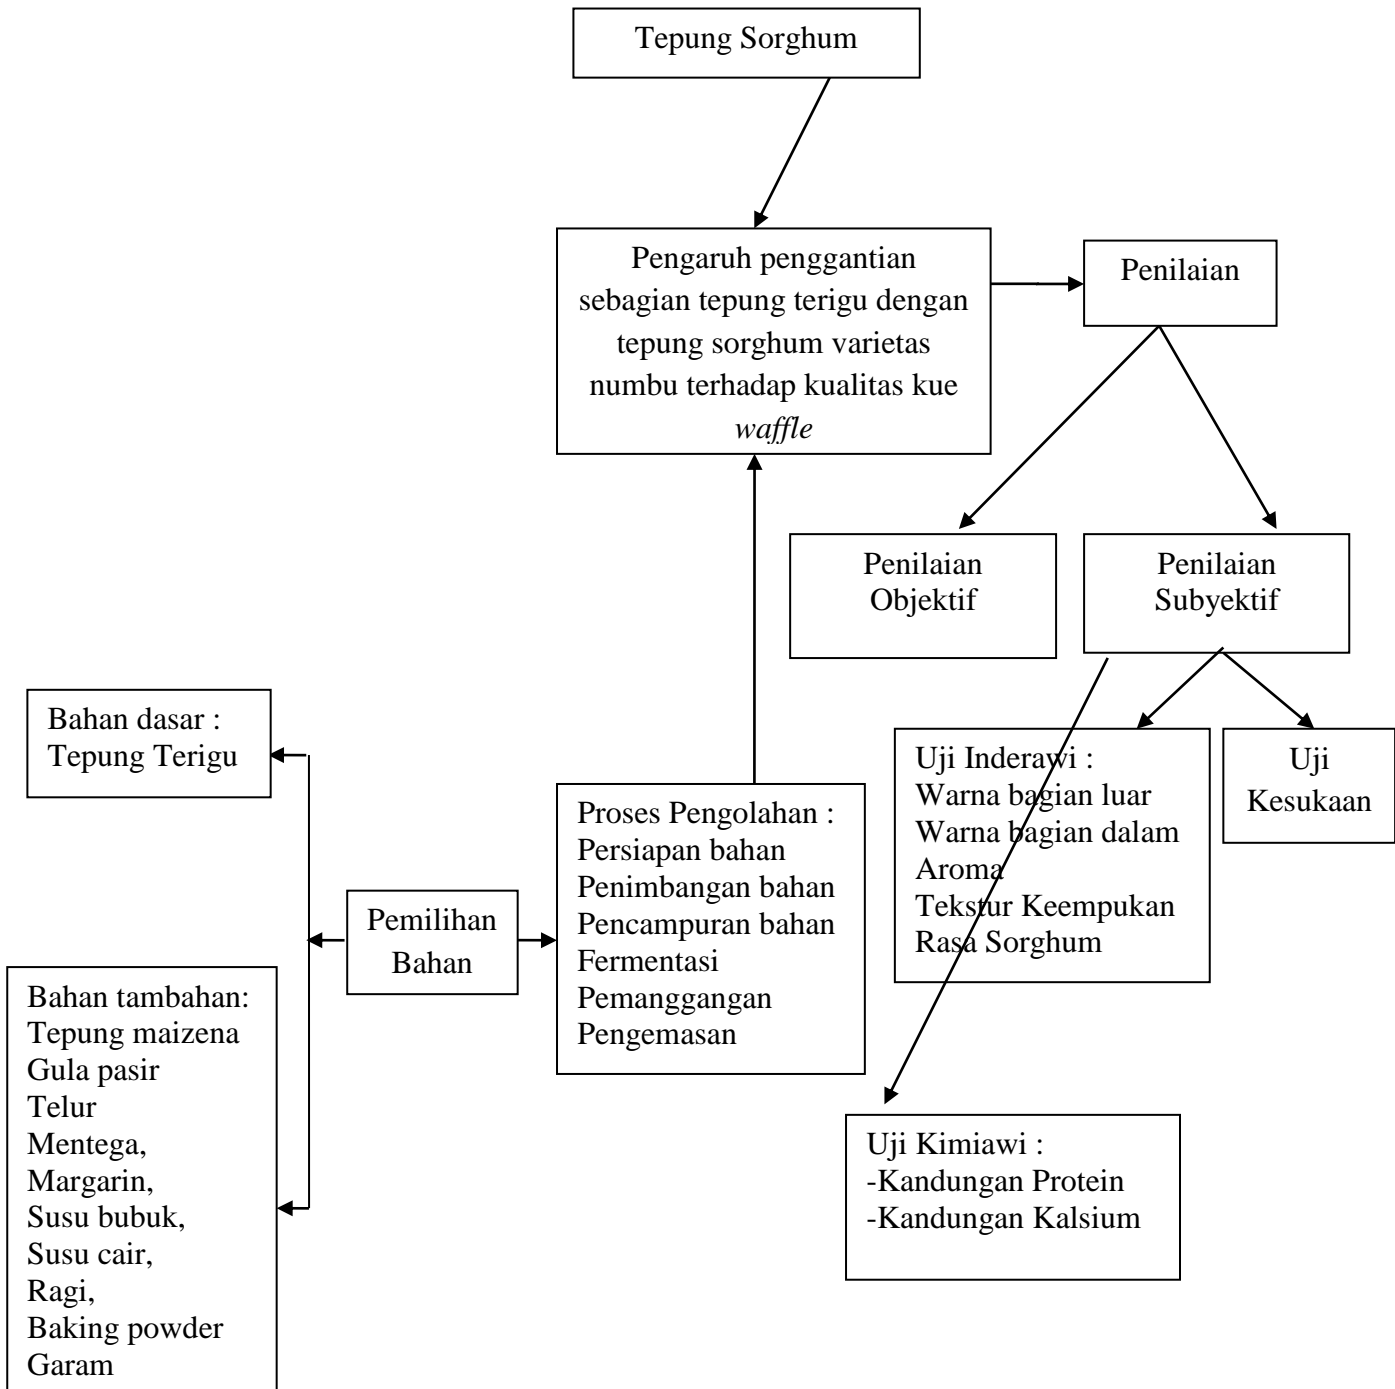 Tepung Sorghum
Pengaruh penggantian
sebagian tepung terigu dengan
tepung sorghum varietas
numbu terhadap kualitas kue
waffle
Penilaian
Penilaian
Objektif
Penilaian
Subyektif
Bahan dasar :
Tepung Terigu
Uji Inderawi :
Warna bagian luar
Warna bagian dalam
Aroma
Tekstur Keempukan
Rasa Sorghum
Uji
Kesukaan
Proses Pengolahan :
Persiapan bahan
Penimbangan bahan
Pencampuran bahan
Fermentasi
Pemanggangan
Pengemasan
Pemilihan
Bahan
Bahan tambahan:
Tepung maizena
Gula pasir
Telur
Mentega,
Margarin,
Susu bubuk,
Susu cair,
Ragi,
Baking powder
Garam
Uji Kimiawi :
-Kandungan Protein
-Kandungan Kalsium